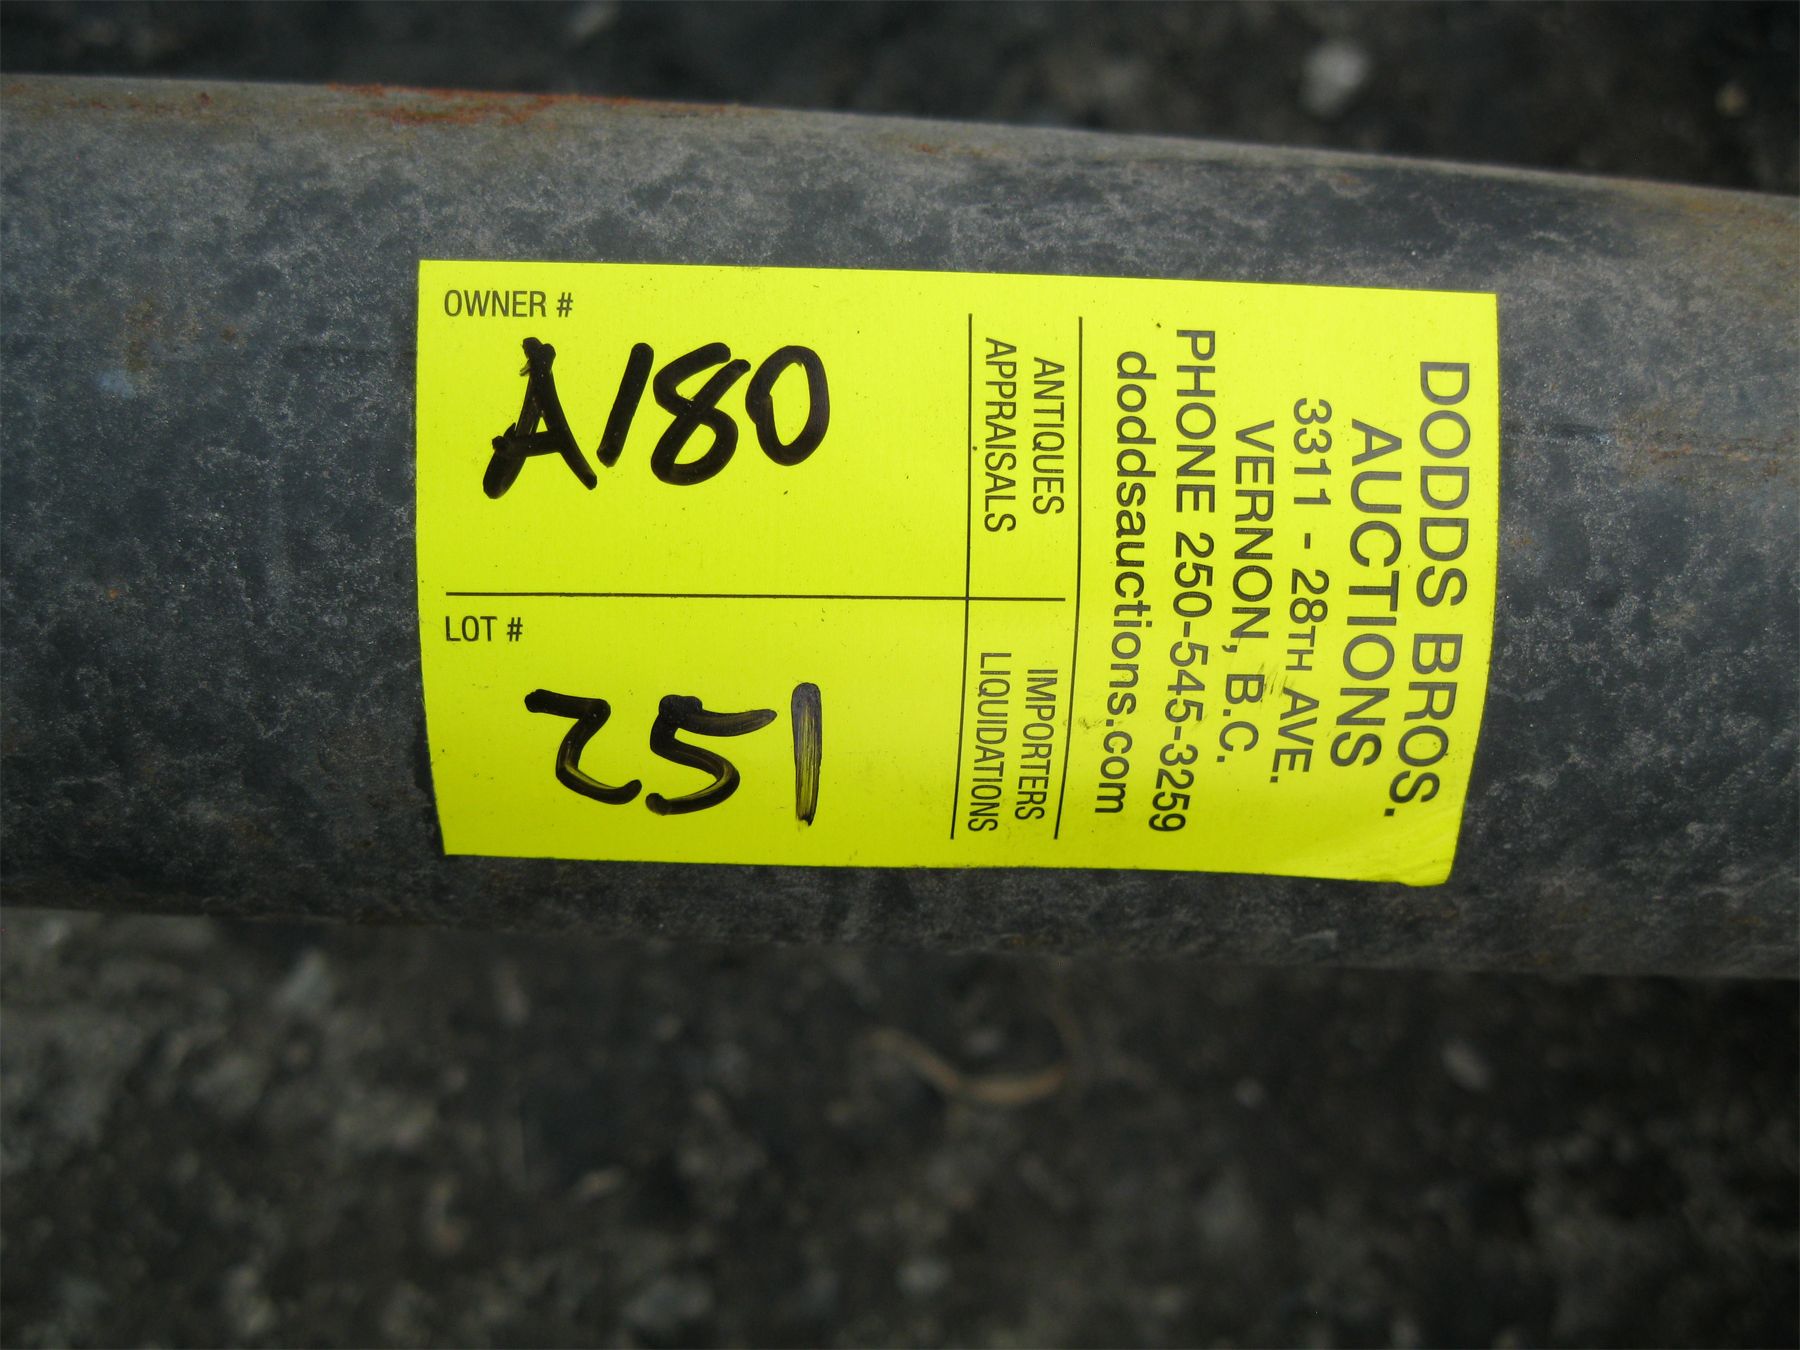 OWNER #
A180
LOT #
251
ANTIQUES
APPRAISALS
IMPORTERS
LIQUIDATIONS
DODDS BROS.
AUCTIONS
3311 - 28TH AVE.
VERNON, B.C.
PHONE 250-545-3259
doddsauctions.com